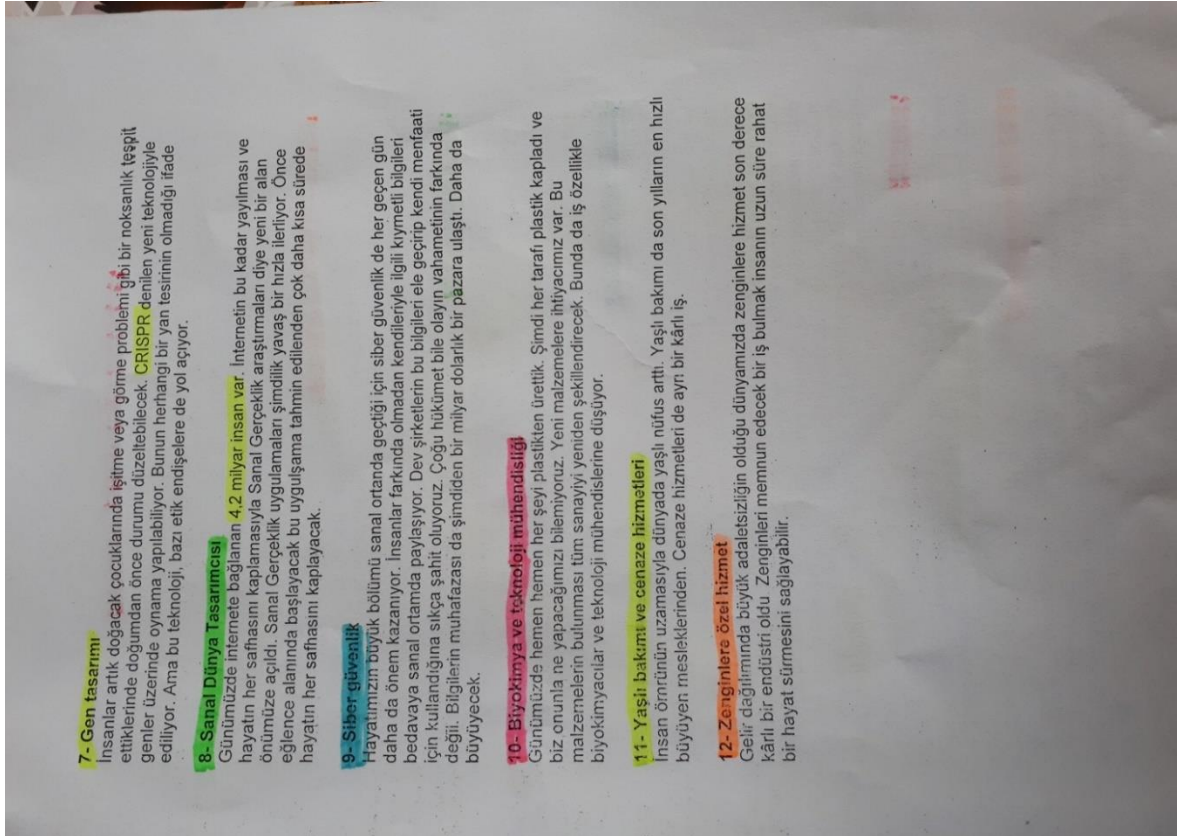 7- Gen tasarımı
İnsanlar artık doğacak çocuklarında işitme veya görme problemi gibi bir noksanlık tespit
ettiklerinde doğumdan önce durumu düzeltebilecek. CRISPR denilen yeni teknolojiyle
genler üzerinde oynama yapılabiliyor. Bunun herhangi bir yan tesirinin olmadığı ifade
ediliyor. Ama bu teknoloji, bazı etik endişelere de yol açıyor.
8- Sanal Dünya Tasarımcısı
Günümüzde internete bağlanan 4,2 milyar insan var. İnternetin bu kadar yayılması ve
hayatın her safhasını kaplamasıyla Sanal Gerçeklik araştırmaları diye yeni bir alan
önümüze açıldı. Sanal Gerçeklik uygulamaları şimdilik yavaş bir hızla ilerliyor. Önce
eğlence alanında başlayacak bu uygulşama tahmin edilenden çok daha kısa sürede
hayatın her safhasını kaplayacak.
9- Siber güvenlik
Hayatımızın büyük bölümü sanal ortanda geçtiği için siber güvenlik de her geçen gün
daha da önem kazanıyor. İnsanlar farkında olmadan kendileriyle ilgili kıymetli bilgileri
bedavaya sanal ortamda paylaşıyor. Dev şirketlerin bu bilgileri ele geçirip kendi menfaati
için kullandığına sıkça şahit oluyoruz. Çoğu hükümet bile olayın vahametinin farkında
değil. Bilgilerin muhafazası da şimdiden bir milyar dolarlık bir pazara ulaştı. Daha da
büyüyecek.
10- Biyokimya ve teknoloji mühendisliği
Günümüzde hemen hemen her şeyi plastikten ürettik. Şimdi her tarafı plastik kapladı ve
biz onunla ne yapacağımızı bilemiyoruz. Yeni malzemelere ihtiyacımız var. Bu
malzemelerin bulunması tüm sanayiyi yeniden şekillendirecek. Bunda da iş özellikle
biyokimyacılar ve teknoloji mühendislerine düşüyor.
11- Yaşlı bakımı ve cenaze hizmetleri
İnsan örnrünün uzamasıyla dünyada yaşlı nüfus arttı. Yaşlı bakımı da son yılların en hızlı
büyüyen mesleklerinden. Cenaze hizmetleri de ayrı bir kârlı iş.
12- Zenginlere özel hizmet
Gelir dağılımında büyük adaletsizliğin olduğu dünyamızda zenginlere hizmet son derece
kârlı bir endüstri oldu Zenginleri memnun edecek bir iş bulmak insanın uzun süre rahat
bir hayat sürmesini sağlayabilir.